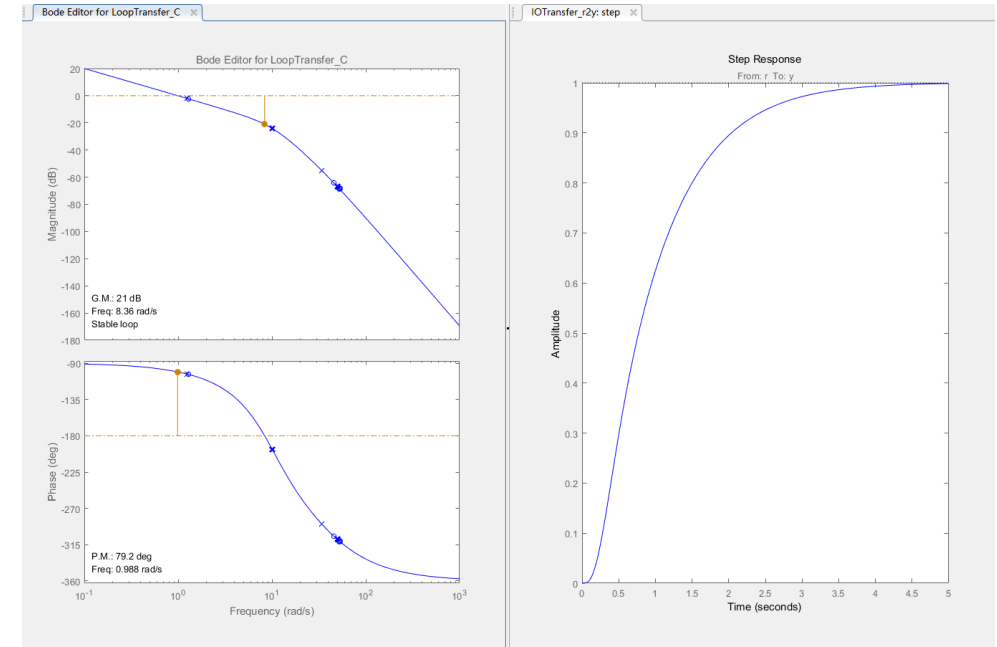 Bode Editor for LoopTransfer_C
IOTransfer_r2y: step
Bode Editor for LoopTransfer_C
20
0
-20
-40
-60
-80
-100
-120
-140
-160
-180
Magnitude (dB)
G.M.: 21 dB
Freq: 8.36 rad/s
Stable loop
-90
-135
-180
-225
-270
-315
-360
Phase (deg)
P.M.: 79.2 deg
Freq: 0.988 rad/s
10^-1 10^0 10^1 10^2 10^3
Frequency (rad/s)
Step Response
From: r To: y
1
0.9
0.8
0.7
0.6
0.5
0.4
0.3
0.2
0.1
0
Amplitude
0 0.5 1 1.5 2 2.5 3 3.5 4 4.5 5
Time (seconds)